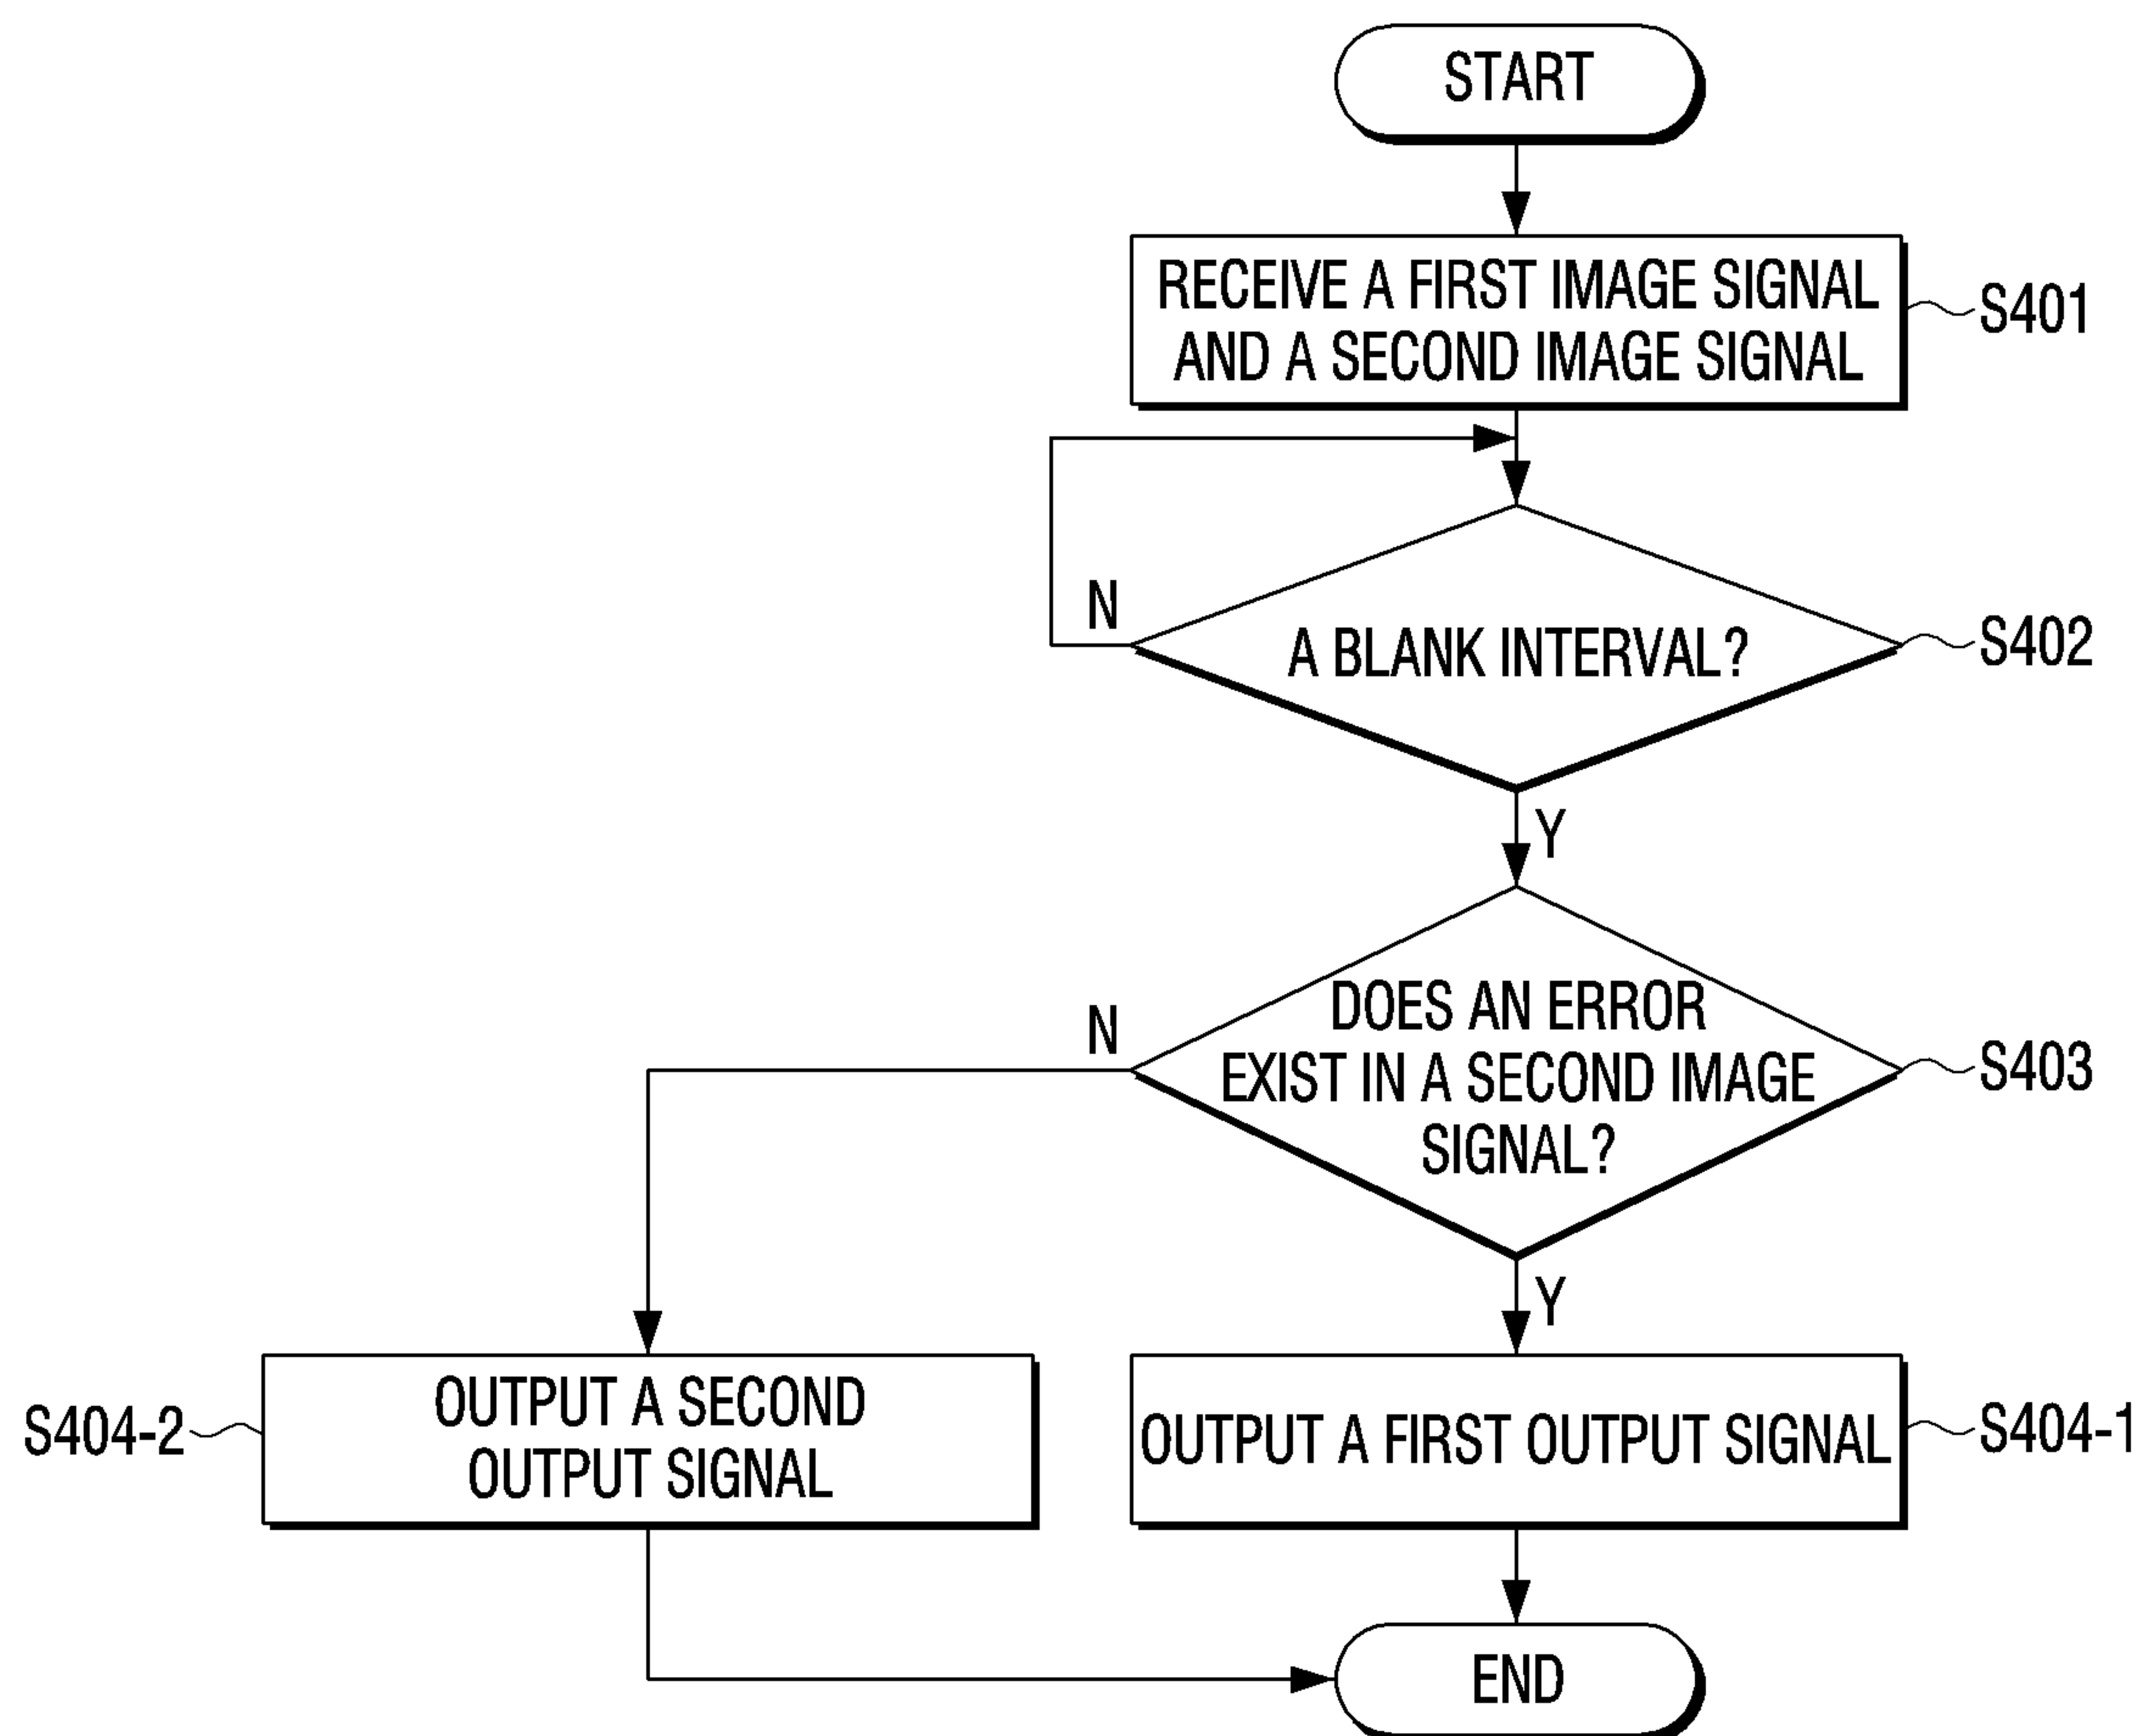 START
RECEIVE A FIRST IMAGE SIGNAL
AND A SECOND IMAGE SIGNAL
S401
N
A BLANK INTERVAL?
S402
Y
N
DOES AN ERROR
EXIST IN A SECOND IMAGE
SIGNAL?
S403
Y
S404-2
OUTPUT A SECOND
OUTPUT SIGNAL
OUTPUT A FIRST OUTPUT SIGNAL
S404-1
END